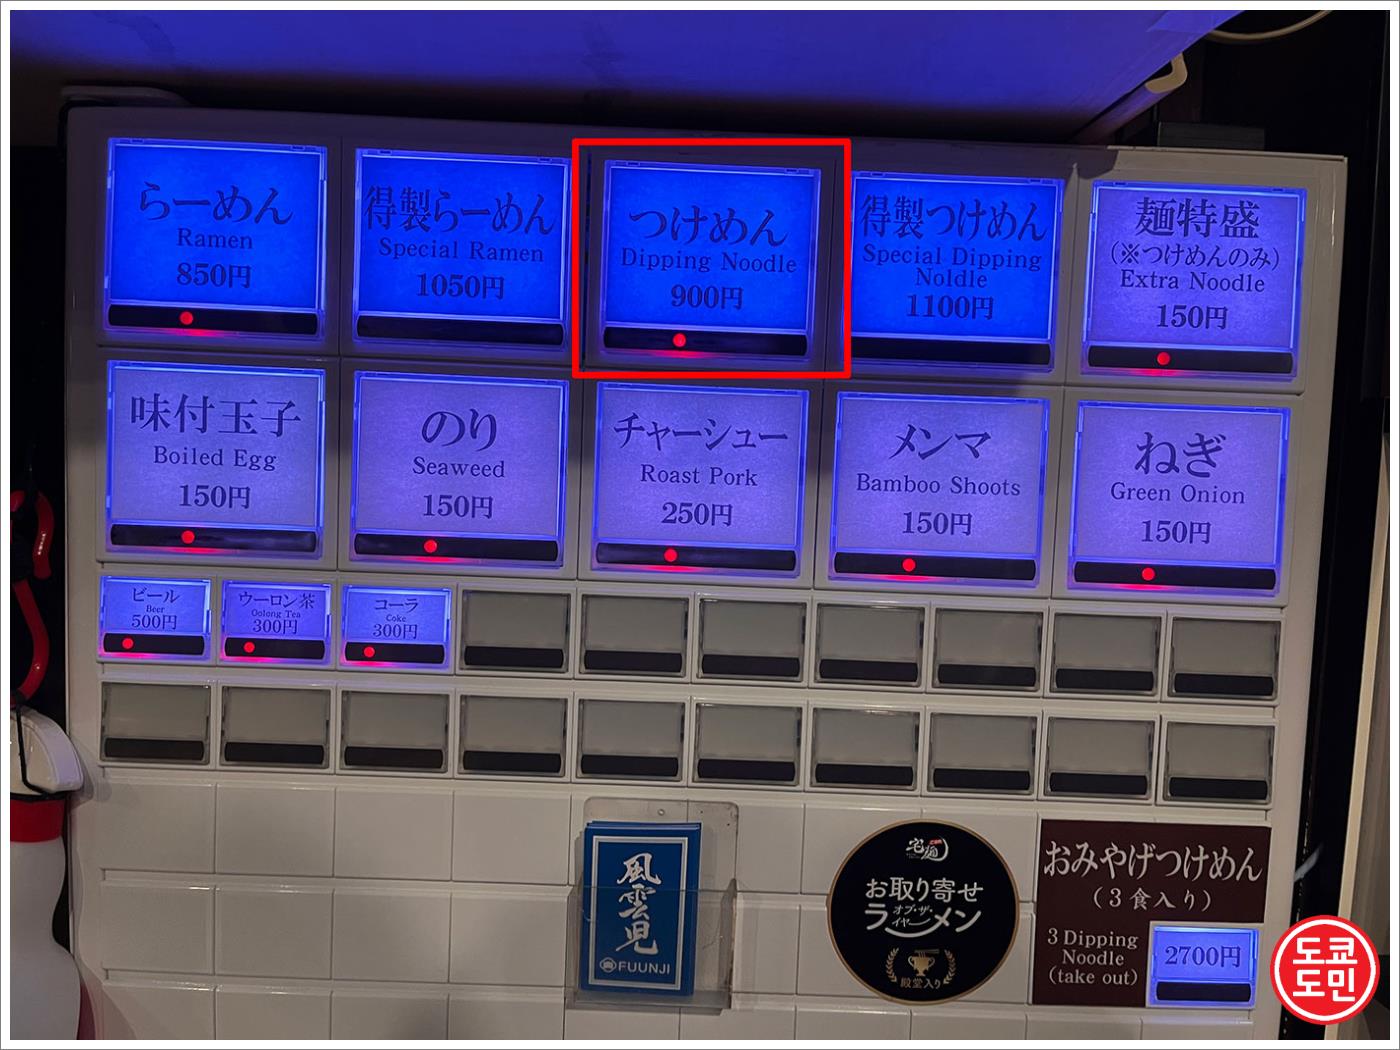 らーめん
Ramen
850円
得製らーめん
Special Ramen
1050円
つけめん
Dipping Noodle
900円
得製つけめん
Special Dipping
Noldle
1100円
麺特盛
(※つけめんのみ)
Extra Noodle
150円
味付玉子
Boiled Egg
150円
のり
Seaweed
150円
チャーシュー
Roast Pork
250円
メンマ
Bamboo Shoots
150円
ねぎ
Green Onion
150円
ビール
Beer
500円
ウーロン茶
Oolong Tea
300円
コーラ
Coke
300円
風雲児
FUUNJI
宅麺
お取り寄せ
ラーメン
オブ・ザ・
イヤー
殿堂入り
おみやげつけめん
(3食入り)
3 Dipping
Noodle
(take out)
2700円
도쿄
도민